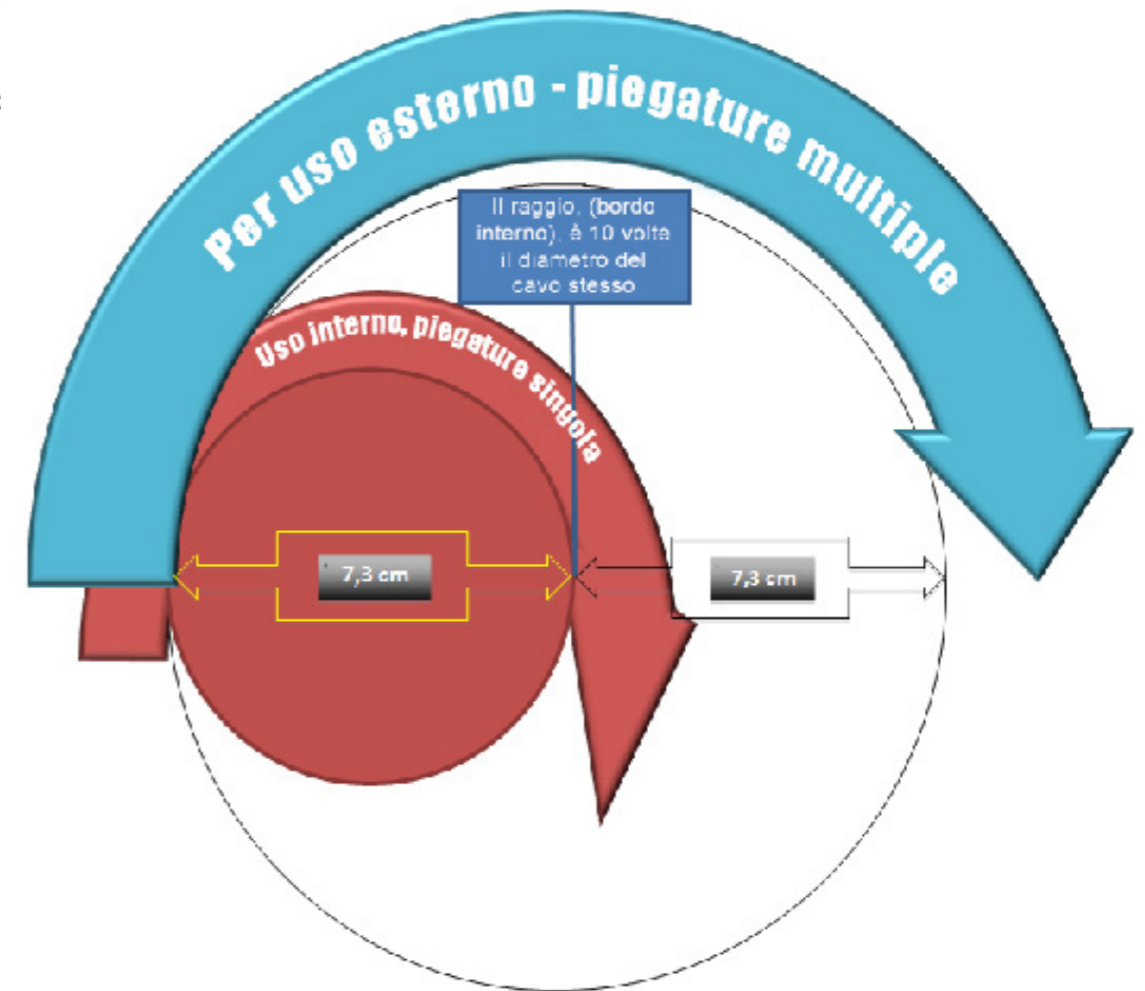 Per uso esterno - piegature multiple
Il raggio, (bordo
interno), è 10 volte
il diametro del
cavo stesso
Uso interno, piegature singola
7,3 cm
7,3 cm